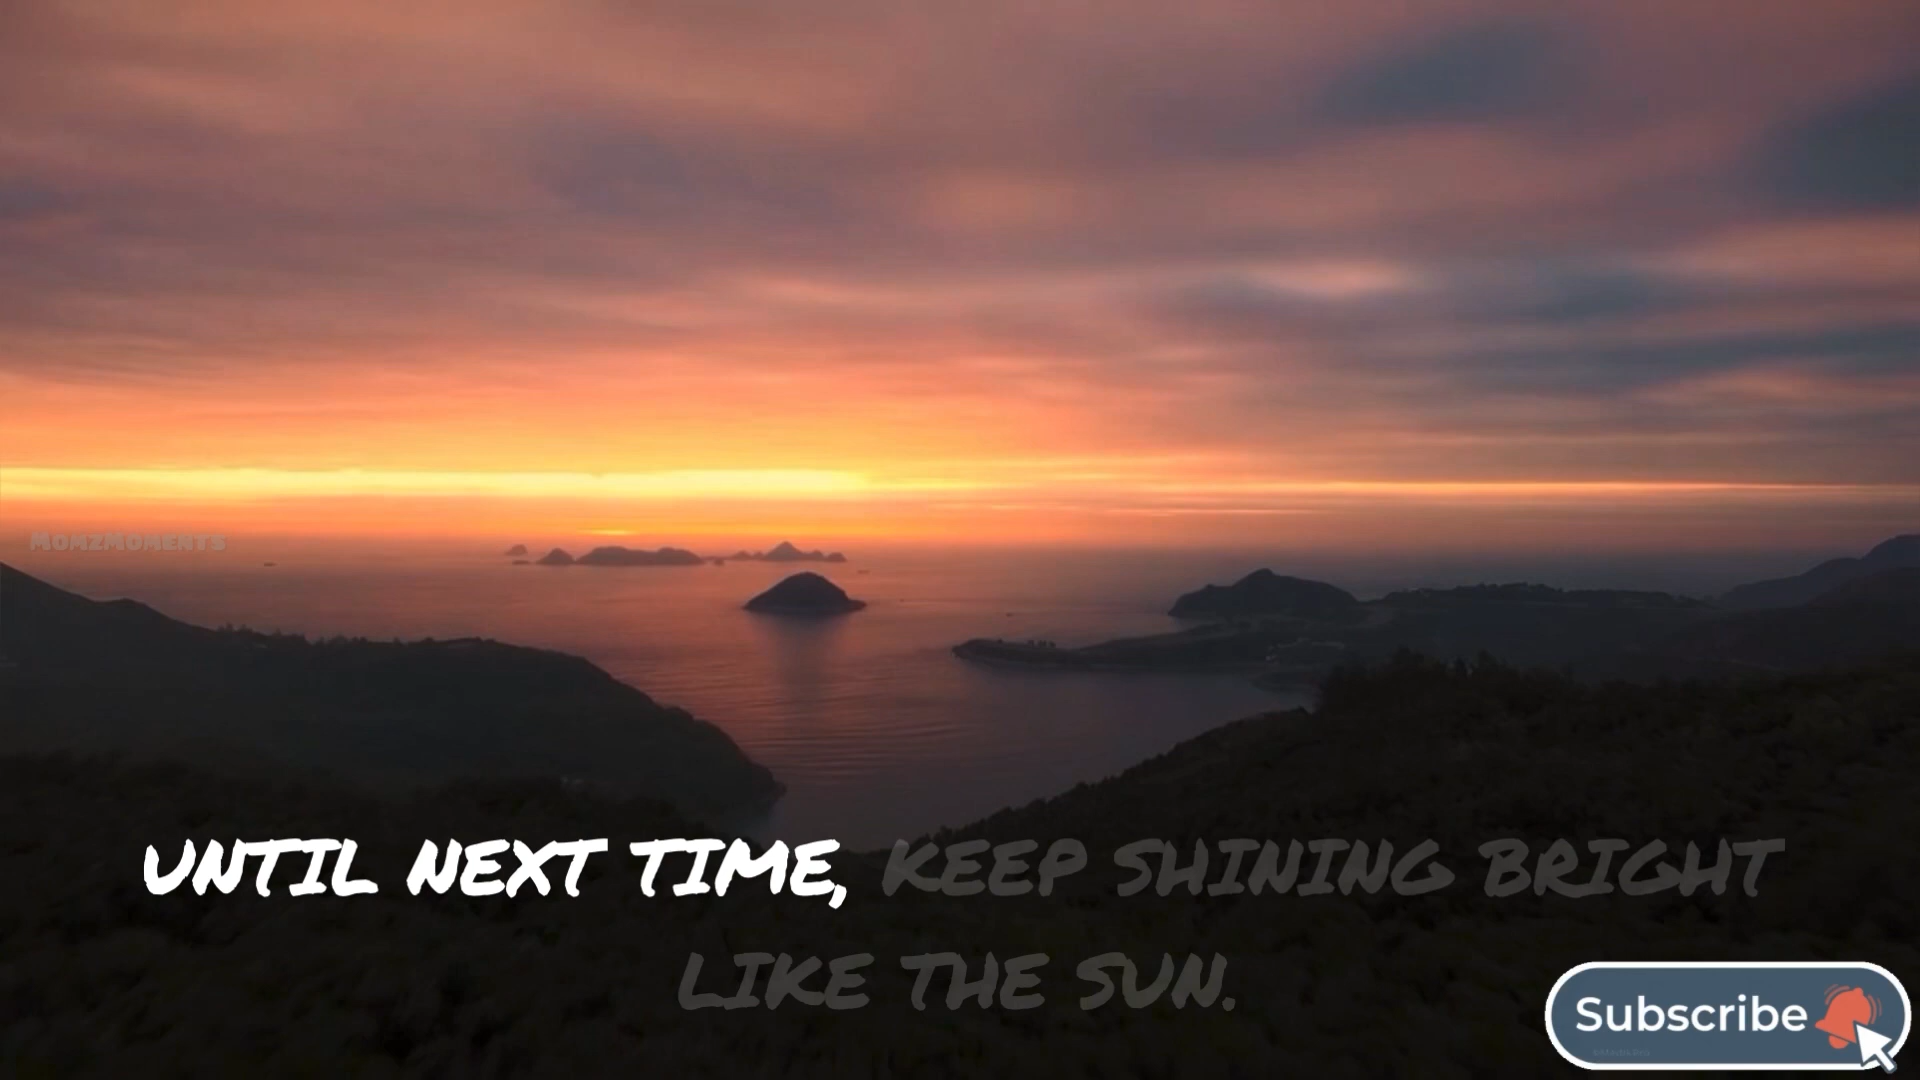 MOMZMOMENTS
UNTIL NEXT TIME, KEEP SHINING BRIGHT
LIKE THE SUN.
Subscribe